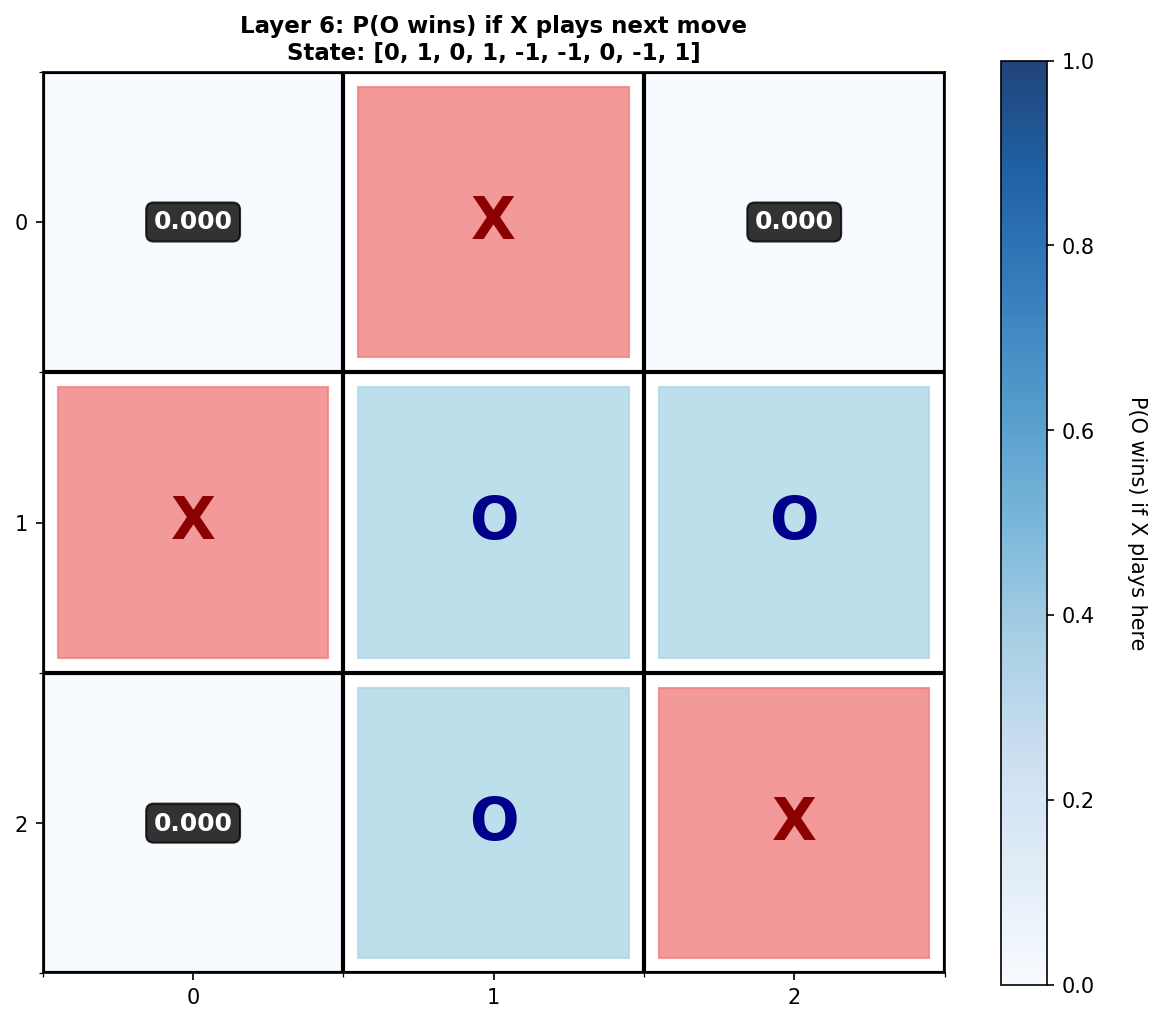 Layer 6: P(O wins) if X plays next move
State: [0, 1, 0, 1, -1, -1, 0, -1, 1]
0
0.000
X
0.000
1
X
O
O
2
0.000
O
X
0
1
2
1.0
0.8
0.6
0.4
0.2
0.0
P(O wins) if X plays here